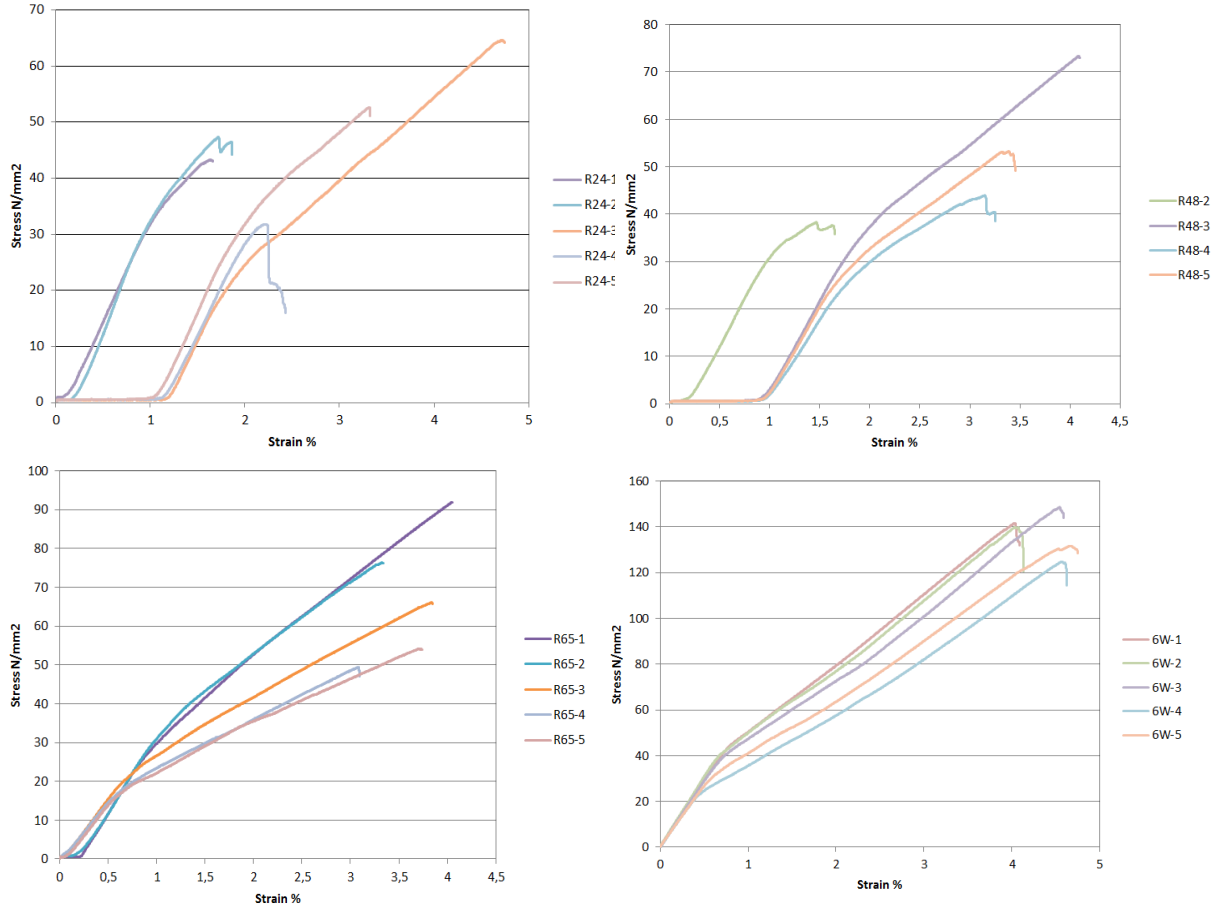 70
60
50
40
30
20
10
0
Stress N/mm2
0 1 2 3 4 5
Strain %
R24-1
R24-2
R24-3
R24-4
R24-5
80
70
60
50
40
30
20
10
0
Stress N/mm2
0 0,5 1 1,5 2 2,5 3 3,5 4 4,5
Strain %
R48-2
R48-3
R48-4
R48-5
100
90
80
70
60
50
40
30
20
10
0
Stress N/mm2
0 0,5 1 1,5 2 2,5 3 3,5 4 4,5
Strain %
R65-1
R65-2
R65-3
R65-4
R65-5
160
140
120
100
80
60
40
20
0
Stress N/mm2
0 1 2 3 4 5
Strain %
6W-1
6W-2
6W-3
6W-4
6W-5